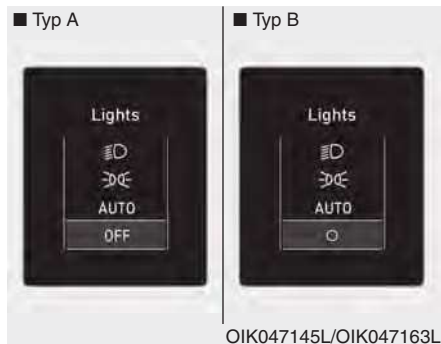 ■ Typ A
Lights
AUTO
OFF
■ Typ B
Lights
AUTO
O
OIK047145L/OIK047163L